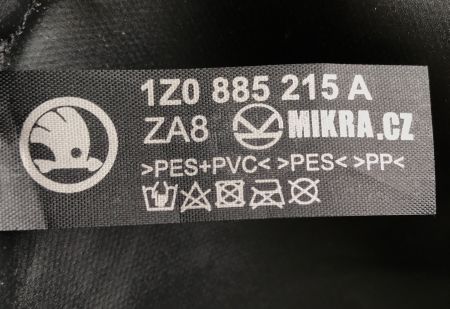 1Z0 885 215 A
ZA8 MIKRA.CZ
>PES+PVC< >PES< >PP<